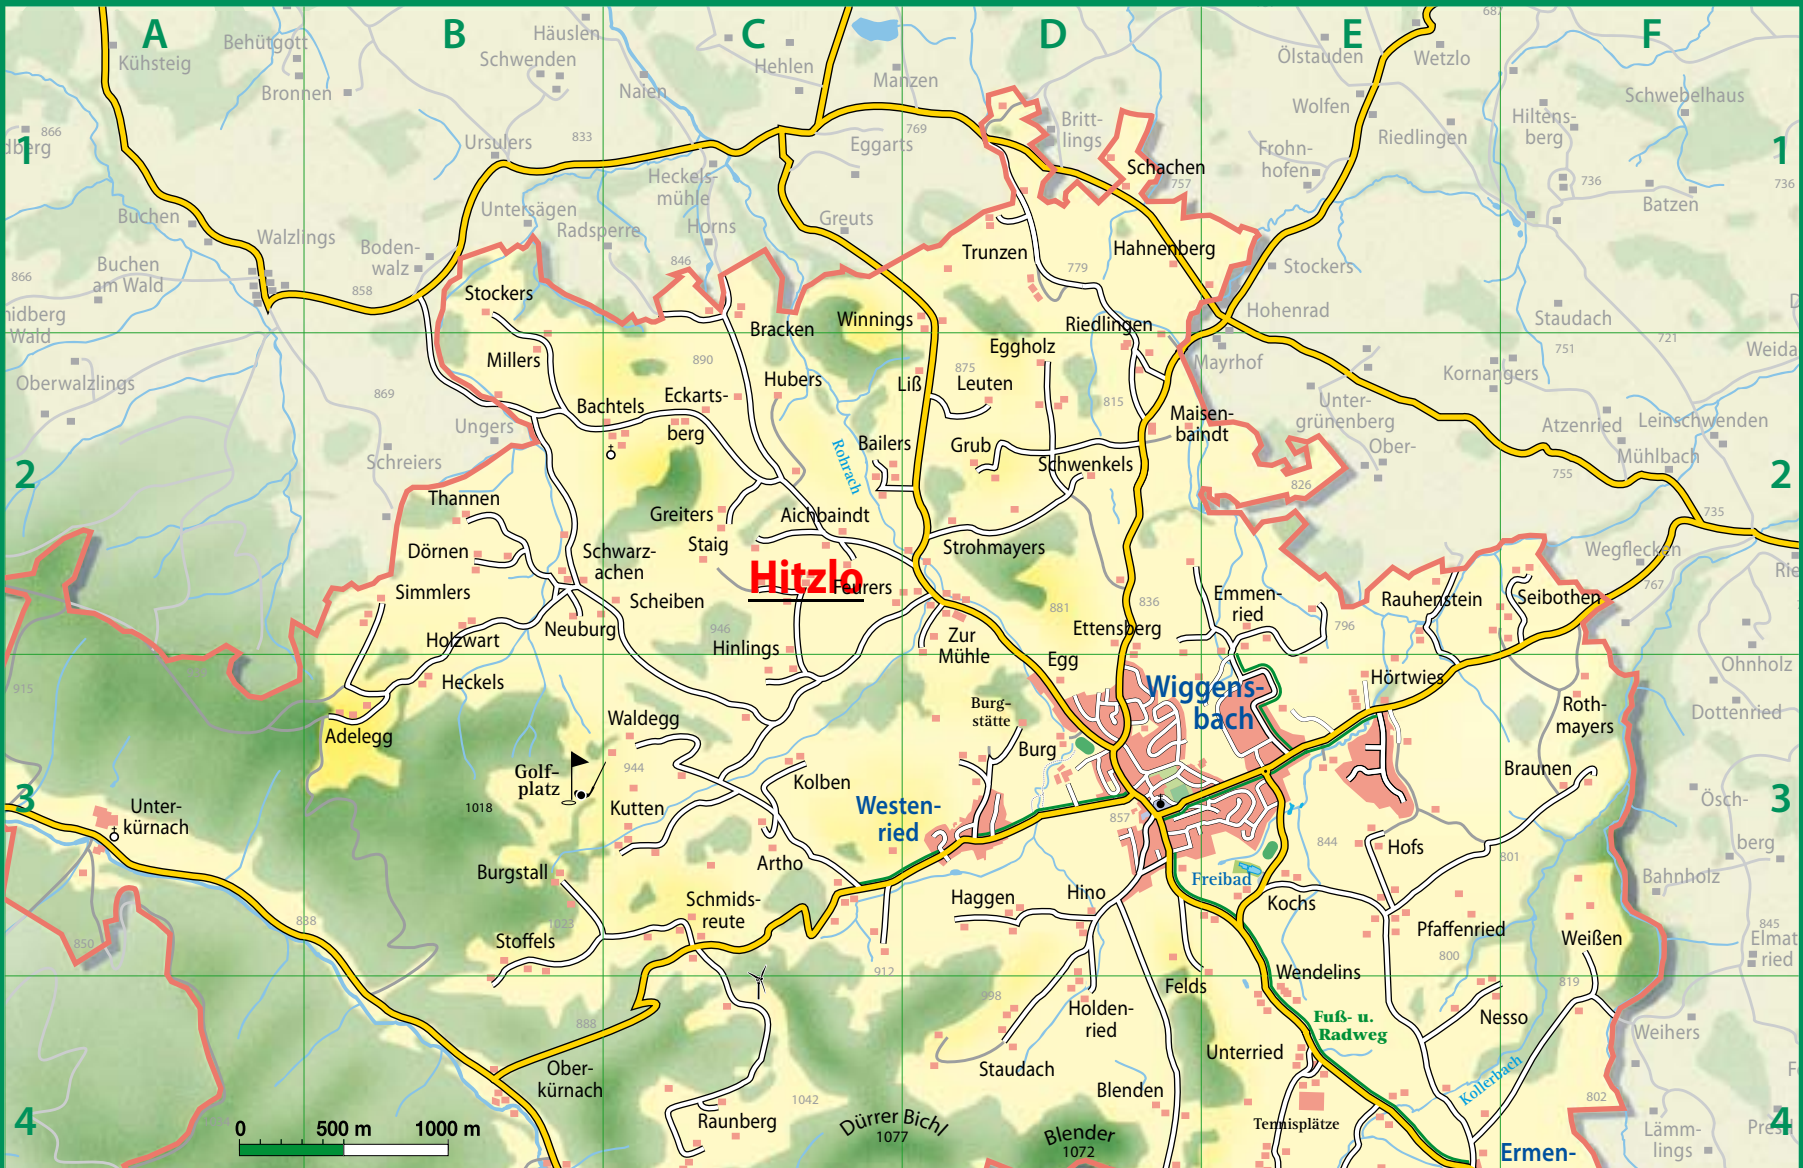 A B C D E F
Kühsteig
Behütgott
Bronnen
Häuslen
Schwenden
Naien
Hehlen
Manzen
Ölstauden
Wetzlo
687
Schwebelhaus
Wolfen
Riedlingen
Hiltens-
berg
Britt-
lings
1
866
dberg
Ursulers
833
769
Eggarts
Heckels-
mühle
Schachen
757
Frohn-
hofen
736
Batzen
736
1
Buchen
Walzlings
Untersägen
Radsperre
Horns
Greuts
Boden-
walz
866
Buchen
am Wald
858
846
Trunzen
Hahnenberg
779
Stockers
Hohenrad
Staudach
nidberg
Wald
Stockers
Bracken
Winnings
Riedlingen
Millers
890
Eggholz
Mayrhof
751
721
Weida
Oberwalzlings
869
Hubers
Liß
875
Leuten
Kornangers
Eckarts-
berg
Bachtels
815
Maisen-
baindt
Unter-
grünenberg
Ober-
Atzenried
Leinschwenden
Ungers
Bailers
Grub
Mühlbach
Schreiers
Rohrach
Schwenkels
826
755
2
2
Thannen
Greiters
Aichbaindt
735
Dörnen
Schwarz-
achen
Staig
Strohmayers
Wegflecken
Rie
Hitzlo
Feurers
767
Simmlers
Scheiben
881
836
Emmen-
ried
Rauhenstein
Seibothen
Holzwart
Neuburg
946
Hinlings
Zur
Mühle
Ettensberg
796
Egg
Ohnholz
915
Heckels
Hörtwies
Wiggens-
bach
Waldegg
Burg-
stätte
Roth-
mayers
Dottenried
Adelegg
Burg
Golf-
platz
944
Kolben
Braunen
3
Unter-
kürnach
1018
Kutten
Westen-
ried
857
Ösch-
berg
3
Artho
844
Hofs
801
Burgstall
Freibad
Bahnholz
Schmids-
reute
Haggen
Hino
Kochs
838
850
1023
Pfaffenried
845
Elmat
ried
Stoffels
Weißen
912
800
Wendelins
819
998
Felds
Holden-
ried
Nesso
Weihers
888
Fuß- u.
Radweg
Unterried
Ober-
kürnach
Staudach
Blenden
Kollerbach
802
4
0 500 m 1000 m
1042
Raunberg
Dürrer Bichl
1077
Blender
1072
Tennisplätze
Ermen-
Lämm-
lings
4